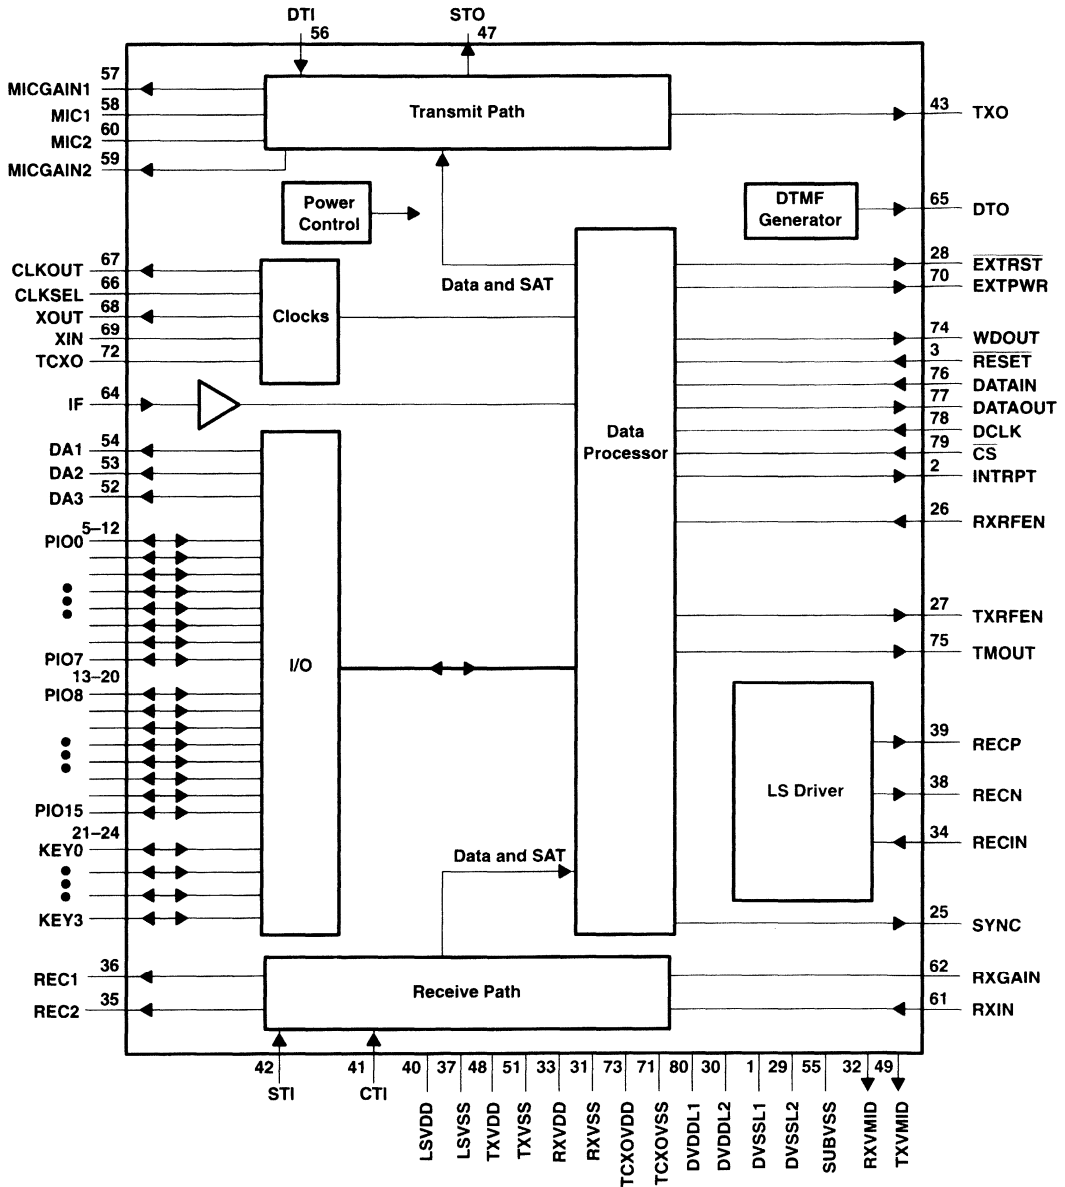 DTI
STO
56
47
57
MICGAIN1
58
MIC1
60
MIC2
59
MICGAIN2
Transmit Path
43
TXO
Power
Control
DTMF
Generator
65
DTO
67
CLKOUT
66
CLKSEL
68
XOUT
69
XIN
72
TCXO
Clocks
Data and SAT
28
EXTRST
70
EXTPWR
74
WDOUT
3
RESET
76
DATAIN
77
DATAOUT
78
DCLK
79
CS
2
INTRPT
26
RXRFEN
27
TXRFEN
75
TMOUT
64
IF
54
DA1
53
DA2
52
DA3
5–12
PIO0
PIO7
13–20
PIO8
PIO15
21–24
KEY0
KEY3
I/O
Data
Processor
LS Driver
39
RECP
38
RECN
34
RECIN
25
SYNC
Data and SAT
36
REC1
35
REC2
Receive Path
62
RXGAIN
61
RXIN
42
STI
41
CTI
40
LSVDD
37
LSVSS
48
TXVDD
51
TXVSS
33
RXVDD
31
RXVSS
73
TCXOVDD
71
TCXOVSS
80
DVDDL1
30
DVDDL2
1
DVSSL1
29
DVSSL2
55
SUBVSS
32
RXVMID
49
TXVMID